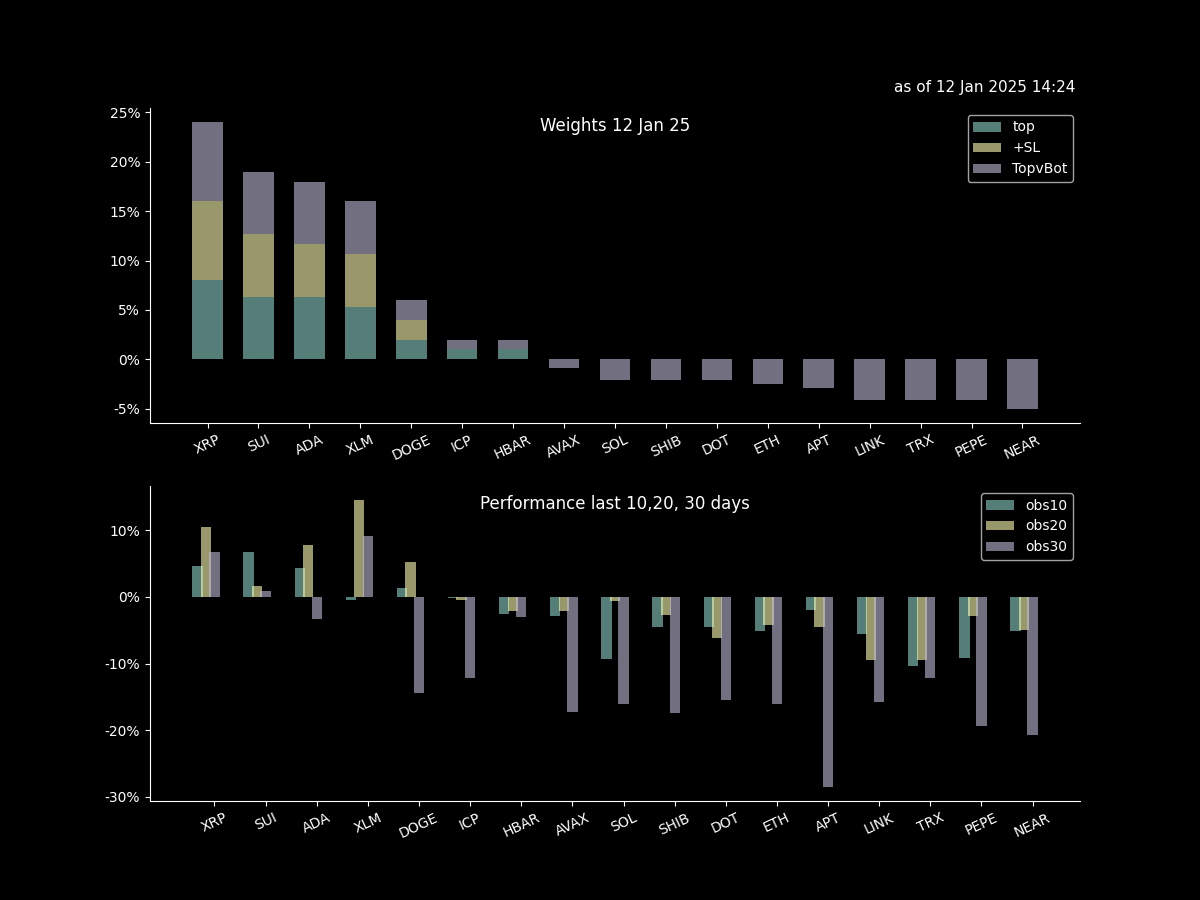 as of 12 Jan 2025 14:24
Weights 12 Jan 25
top
+SL
TopvBot
25%
20%
15%
10%
5%
0%
-5%
XRP SUI ADA XLM DOGE ICP HBAR AVAX SOL SHIB DOT ETH APT LINK TRX PEPE NEAR
Performance last 10,20, 30 days
obs10
obs20
obs30
10%
0%
-10%
-20%
-30%
XRP SUI ADA XLM DOGE ICP HBAR AVAX SOL SHIB DOT ETH APT LINK TRX PEPE NEAR